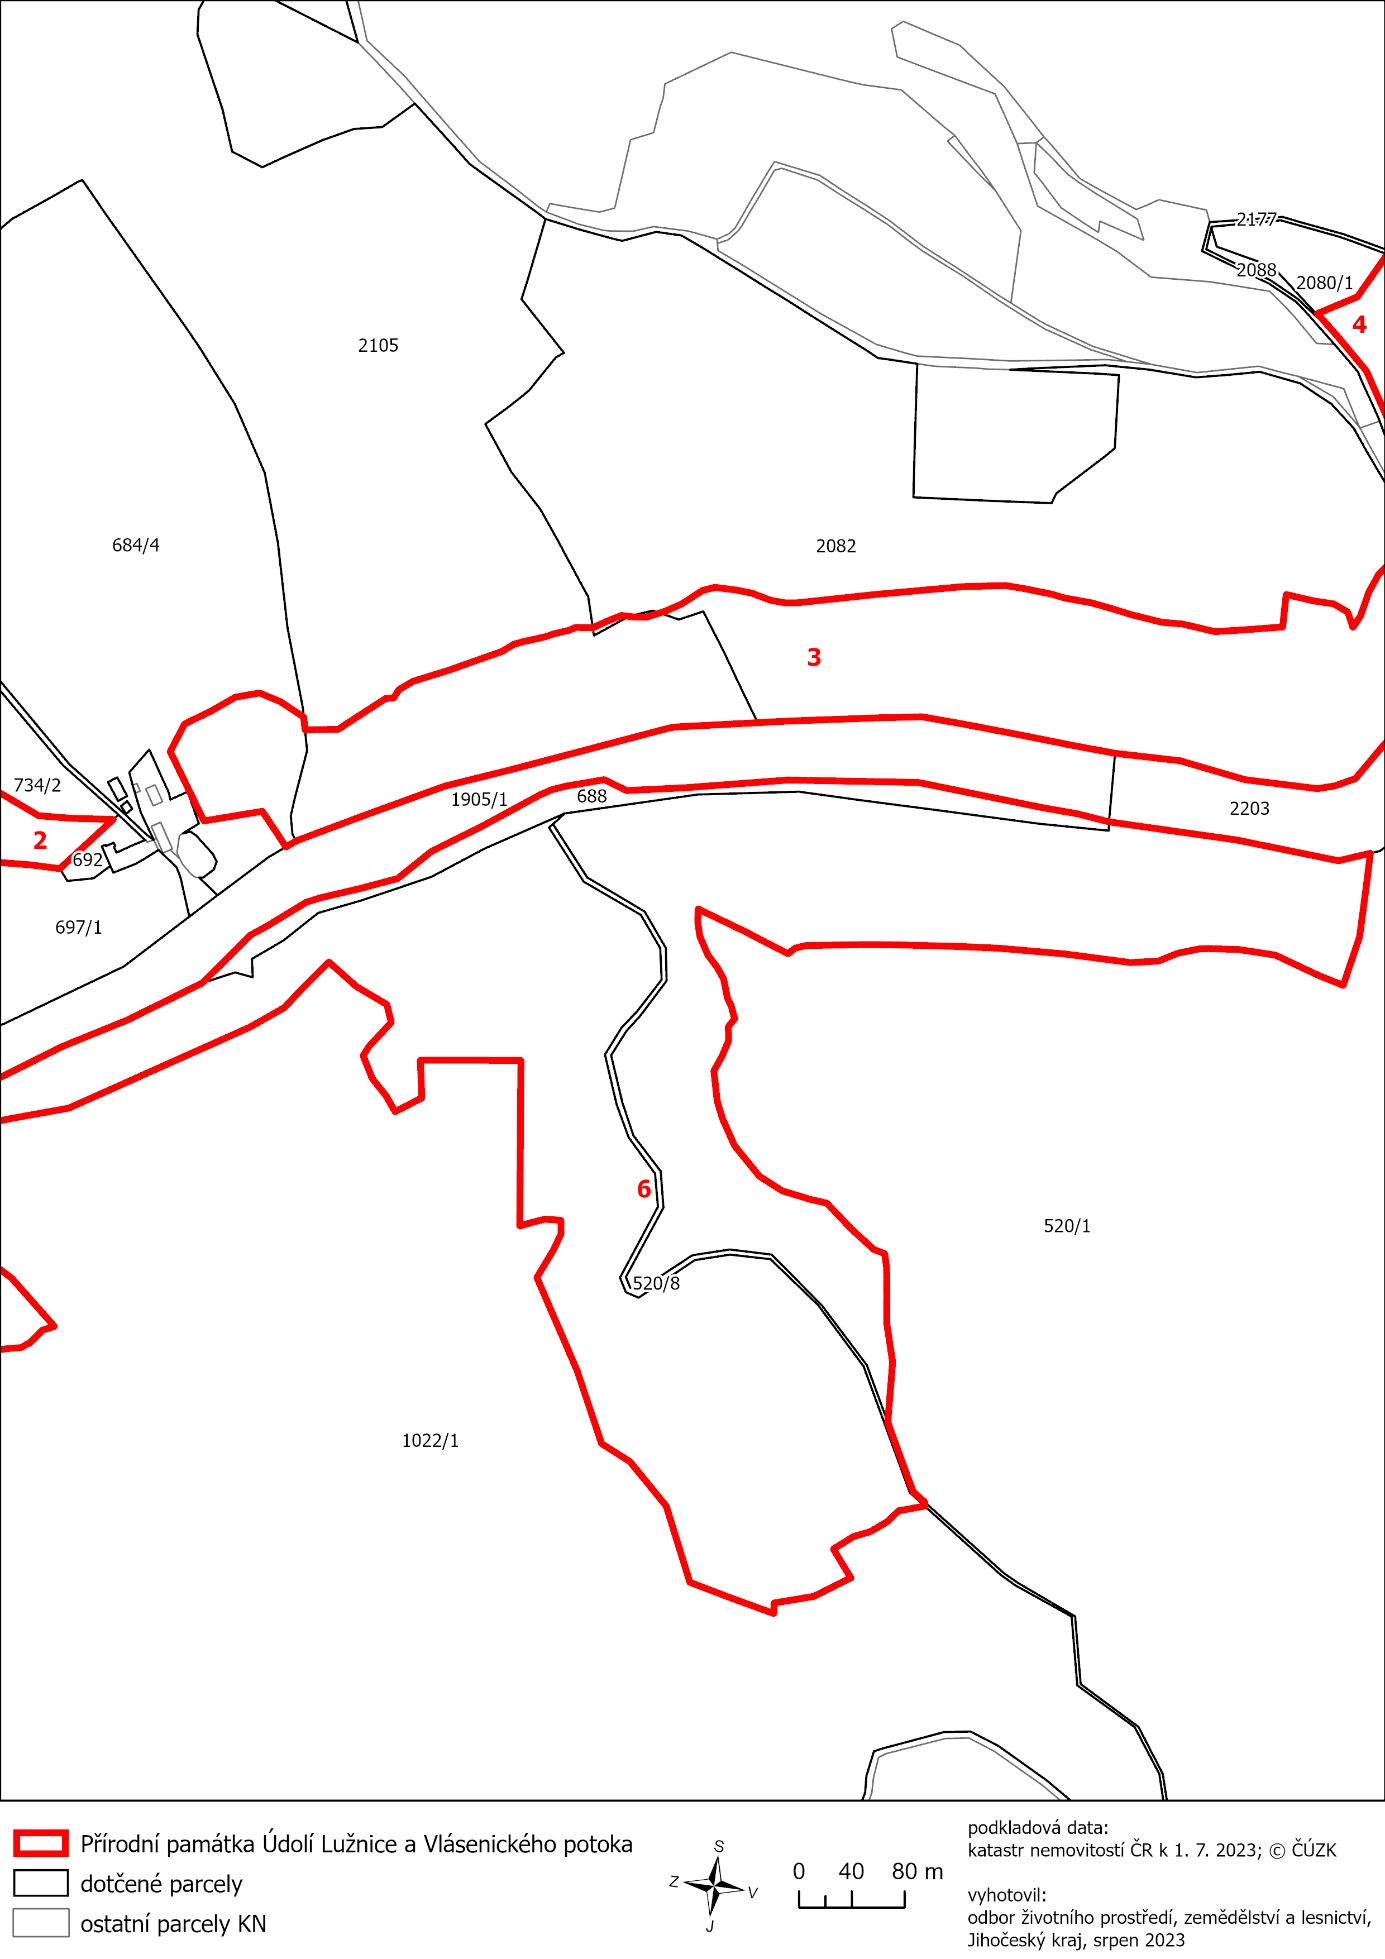 2177
2088
2080/1
4
2105
684/4
2082
3
734/2
2
692
697/1
1905/1
688
2203
6
520/1
520/8
1022/1
Přírodní památka Údolí Lužnice a Vlásenického potoka
dotčené parcely
ostatní parcely KN
S
Z
V
J
0 40 80 m
podkladová data:
katastr nemovitostí ČR k 1. 7. 2023; © ČÚZK
vyhotovil:
odbor životního prostředí, zemědělství a lesnictví,
Jihočeský kraj, srpen 2023